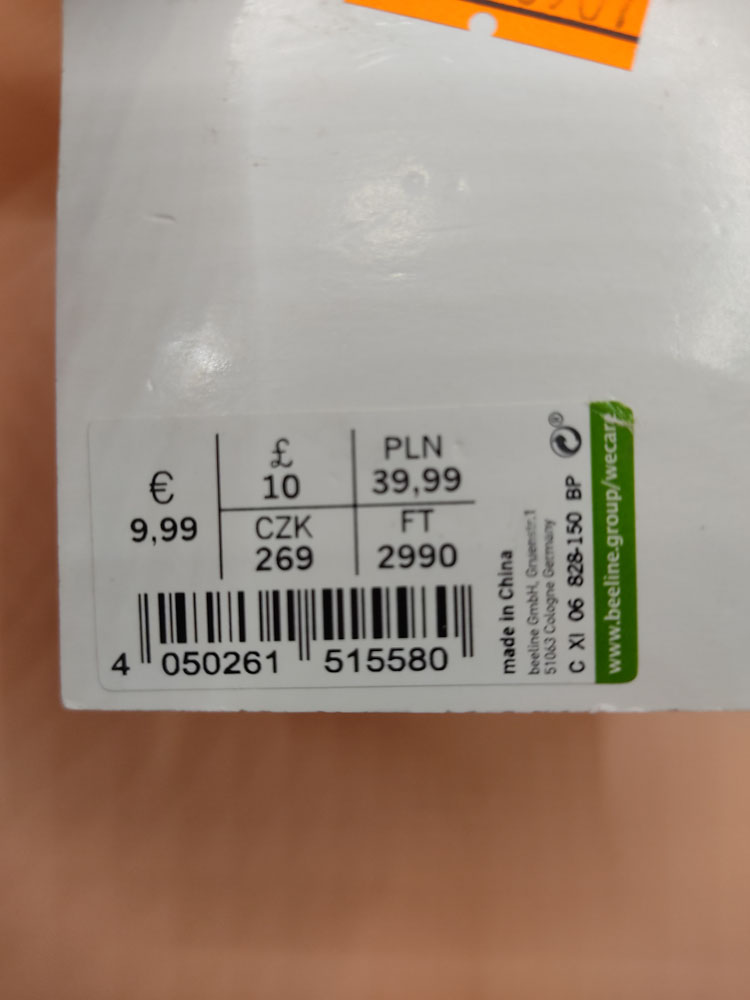 €
9,99
£
10
PLN
39,99
CZK
269
FT
2990
4 050261 515580
made in China
beeline GmbH, Gruenstr.1
51063 Cologne Germany
C XI 06 828-150 BP
www.beeline.group/wecare